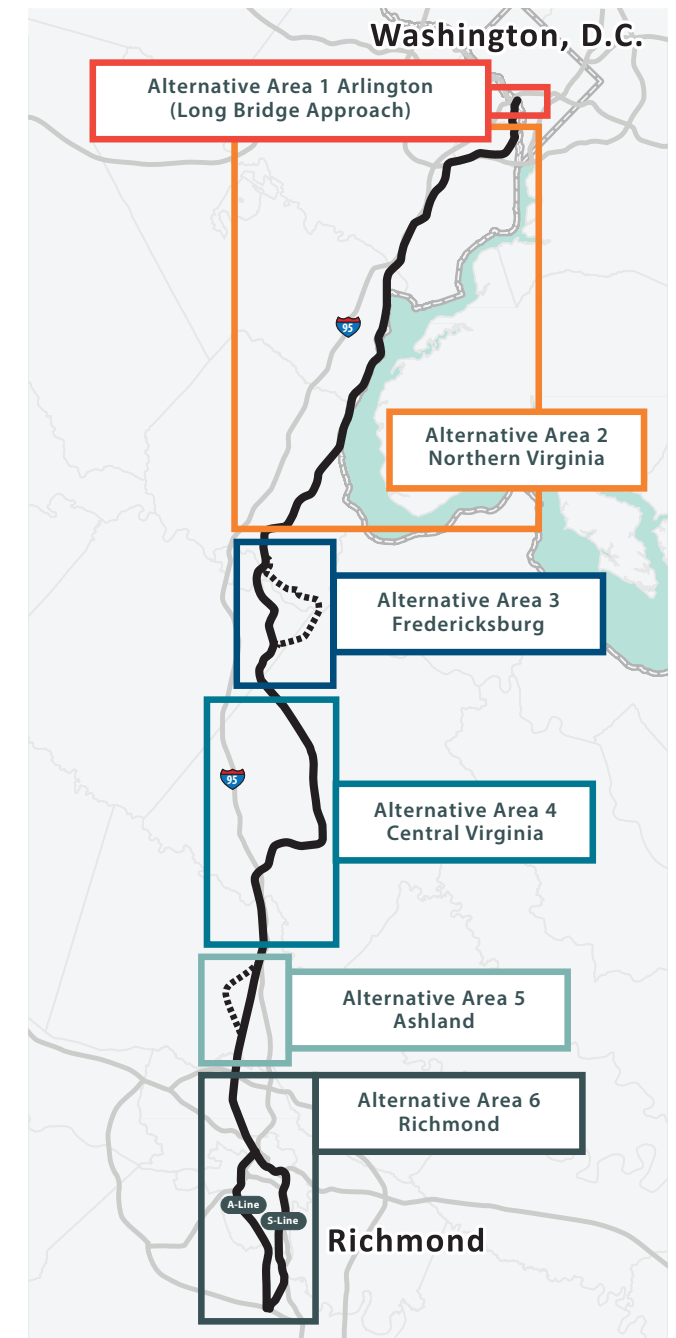 Washington, D.C.
Alternative Area 1 Arlington
(Long Bridge Approach)
95
Alternative Area 2
Northern Virginia
Alternative Area 3
Fredericksburg
95
Alternative Area 4
Central Virginia
Alternative Area 5
Ashland
Alternative Area 6
Richmond
A-Line
S-Line
Richmond